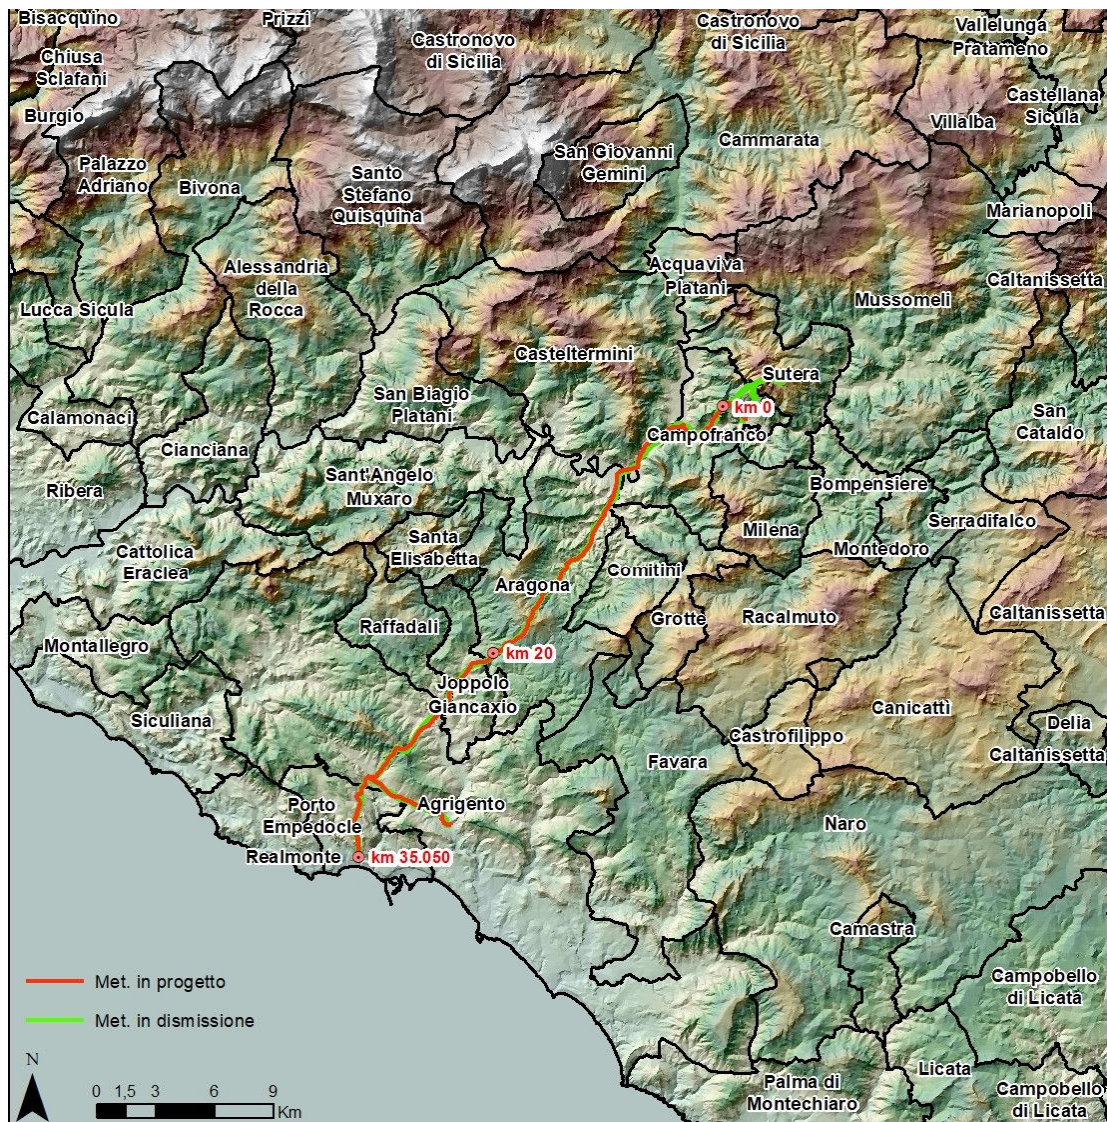 Bisacquino
Prizzi
Castronovo
di Sicilia
Castronovo
di Sicilia
Vallelunga
Pratameno
Chiusa
Sclafani
Castellana
Sicula
Burgio
Villalba
Cammarata
San Giovanni
Gemini
Palazzo
Adriano
Bivona
Santo
Stefano
Quisquina
Marianopoli
Alessandria
della
Rocca
Acquaviva
Platani
Caltanissetta
Mussomeli
Lucca Sicula
Casteltermini
Sutera
San Biagio
Platani
km 0
Calamonaci
San
Cataldo
Campofranco
Cianciana
Sant'Angelo
Muxaro
Ribera
Bompensiere
Serradifalco
Milena
Santa
Elisabetta
Montedoro
Cattolica
Eraclea
Comitini
Aragona
Grotte
Racalmuto
Caltanissetta
Raffadali
Montallegro
km 20
Joppolo
Giancaxio
Siculiana
Canicattì
Delia
Castrofilippo
Caltanissetta
Favara
Porto
Empedocle
Agrigento
Naro
Realmonte
km 35.050
Camastra
Campobello
di Licata
Met. in progetto
Met. in dismissione
N
0 1,5 3 6 9
Km
Licata
Palma di
Montechiaro
Campobello
di Licata